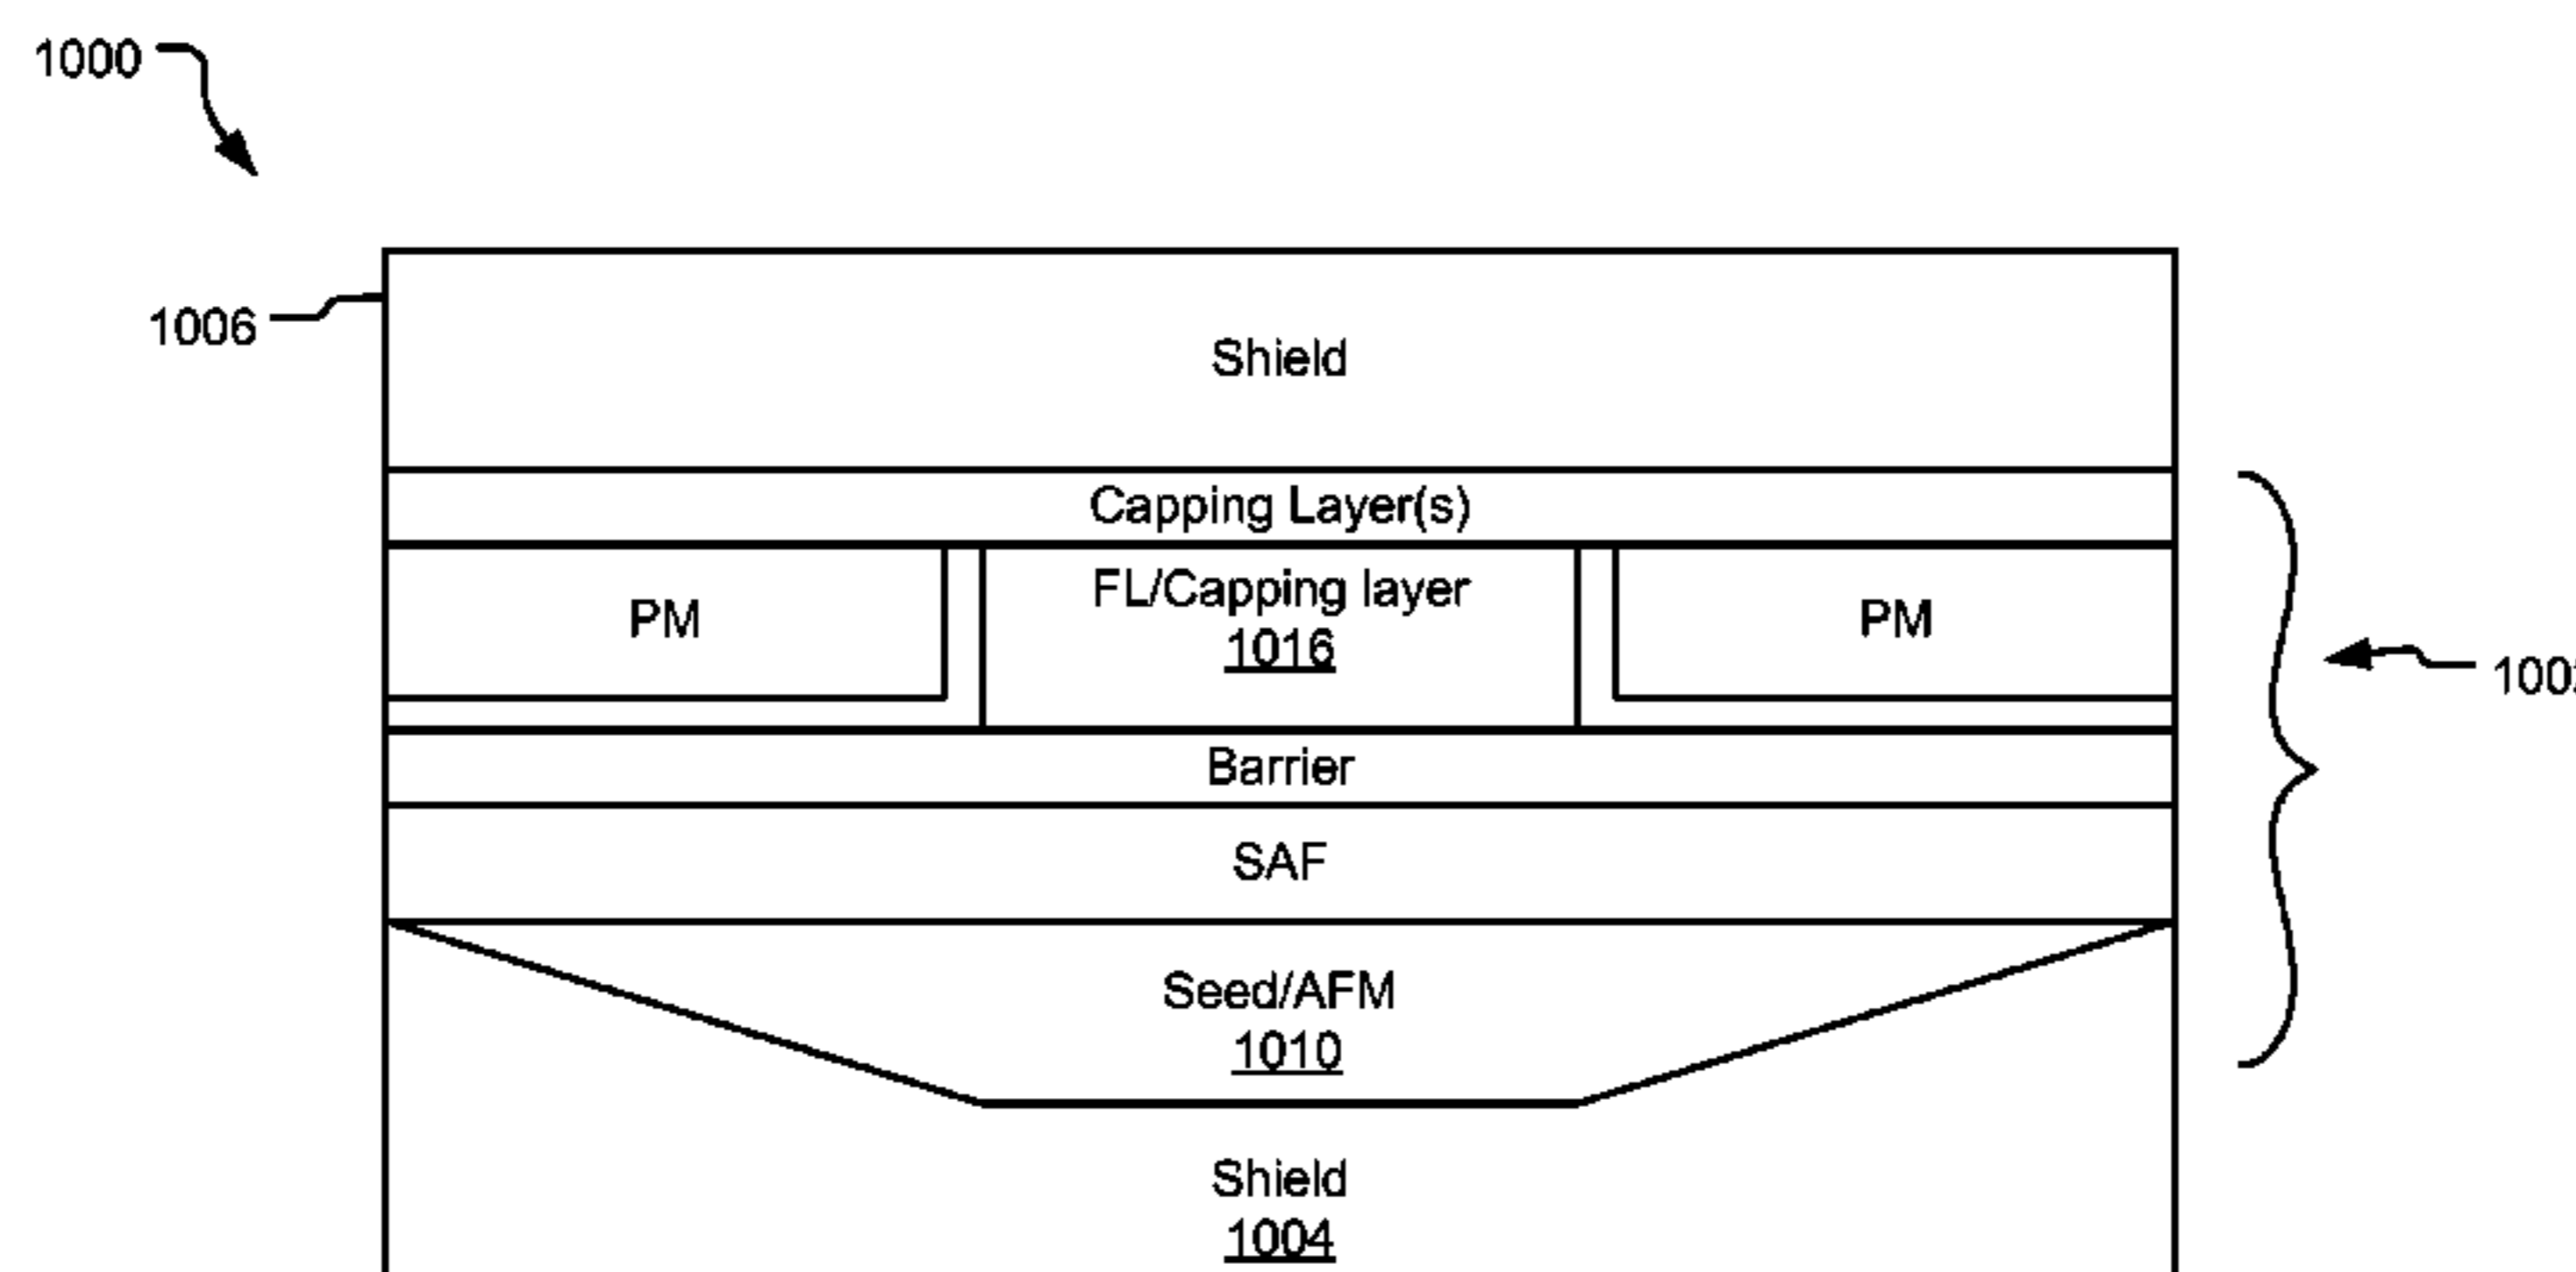 1000
1006
Shield
Capping Layer(s)
PM
FL/Capping layer
1016
PM
Barrier
SAF
Seed/AFM
1010
Shield
1004